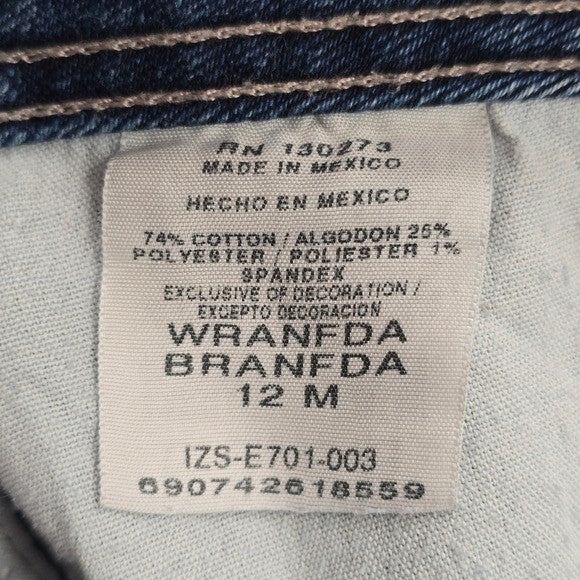 RN 130273
MADE IN MEXICO
HECHO EN MEXICO
74% COTTON / ALGODON 25%
POLYESTER / POLIESTER 1%
SPANDEX
EXCLUSIVE OF DECORATION /
EXCEPTO DECORACION
WRANFDA
BRANFDA
12 M
IZS-E701-003
690742618559